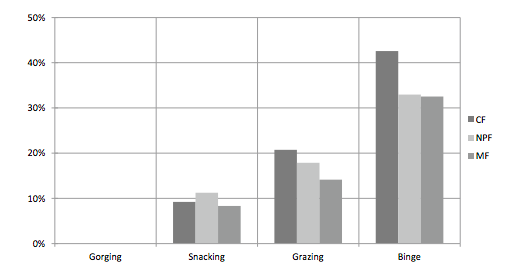 50%
40%
30%
20%
10%
0%
Gorging
Snacking
Grazing
Binge
CF
NPF
MF